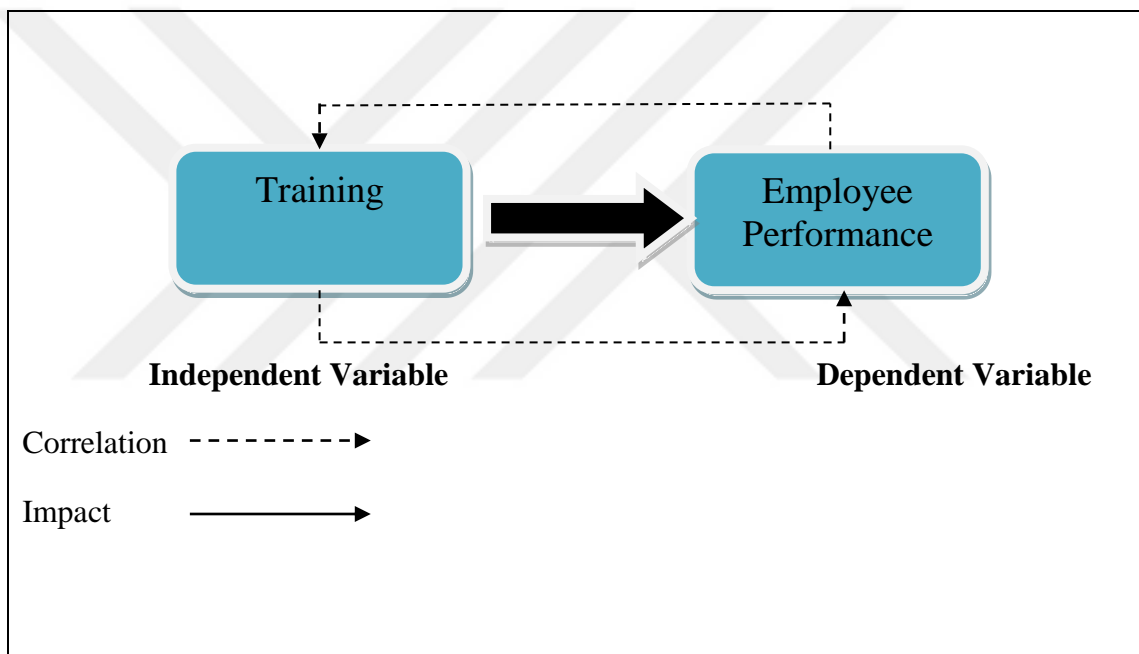 Training
Employee
Performance
Independent Variable
Dependent Variable
Correlation
Impact